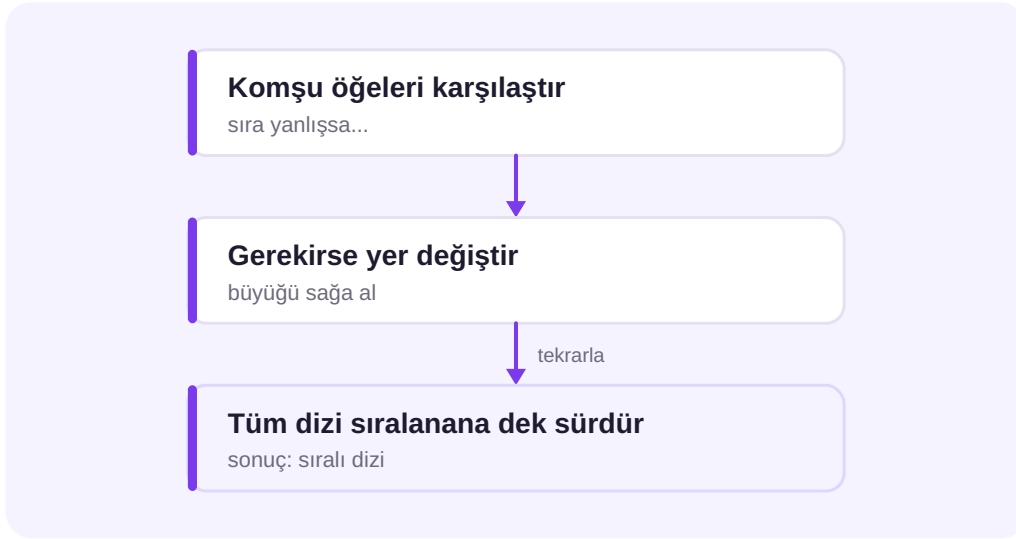 Komşu öğeleri karşılaştır
sıra yanlışsa...
Gerekirse yer değiştir
büyüğü sağa al
tekrarla
Tüm dizi sıralanana dek sürdür
sonuç: sıralı dizi